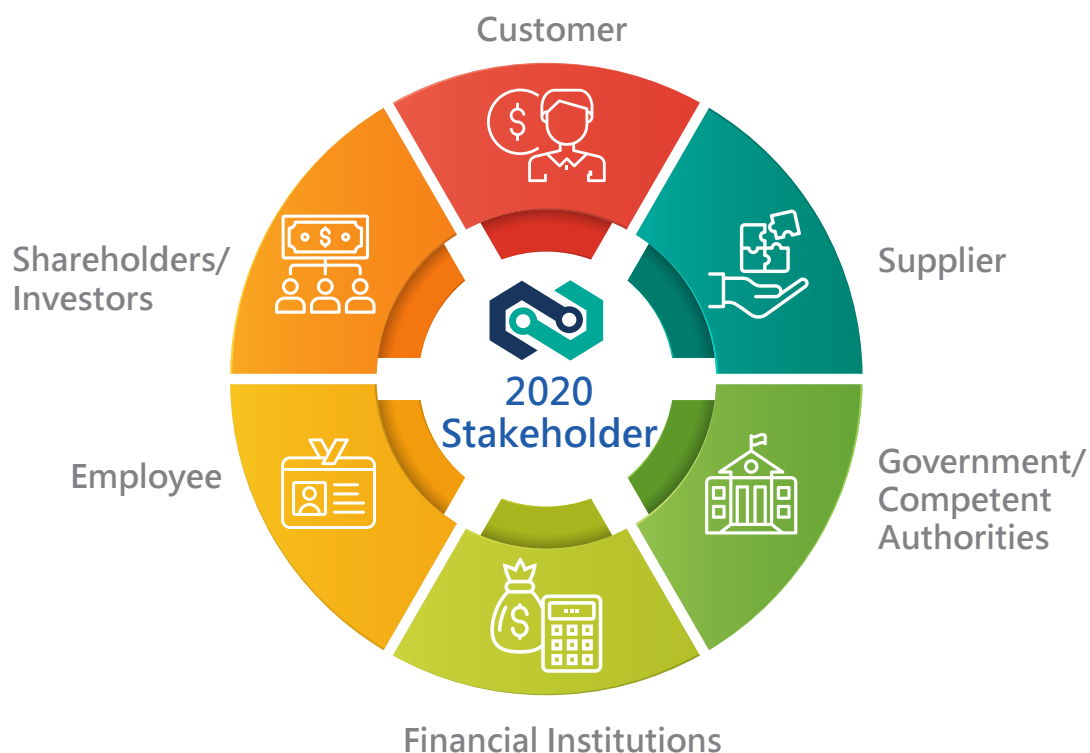 Customer
Shareholders/
Investors
Supplier
2020
Stakeholder
Employee
Government/
Competent
Authorities
Financial Institutions